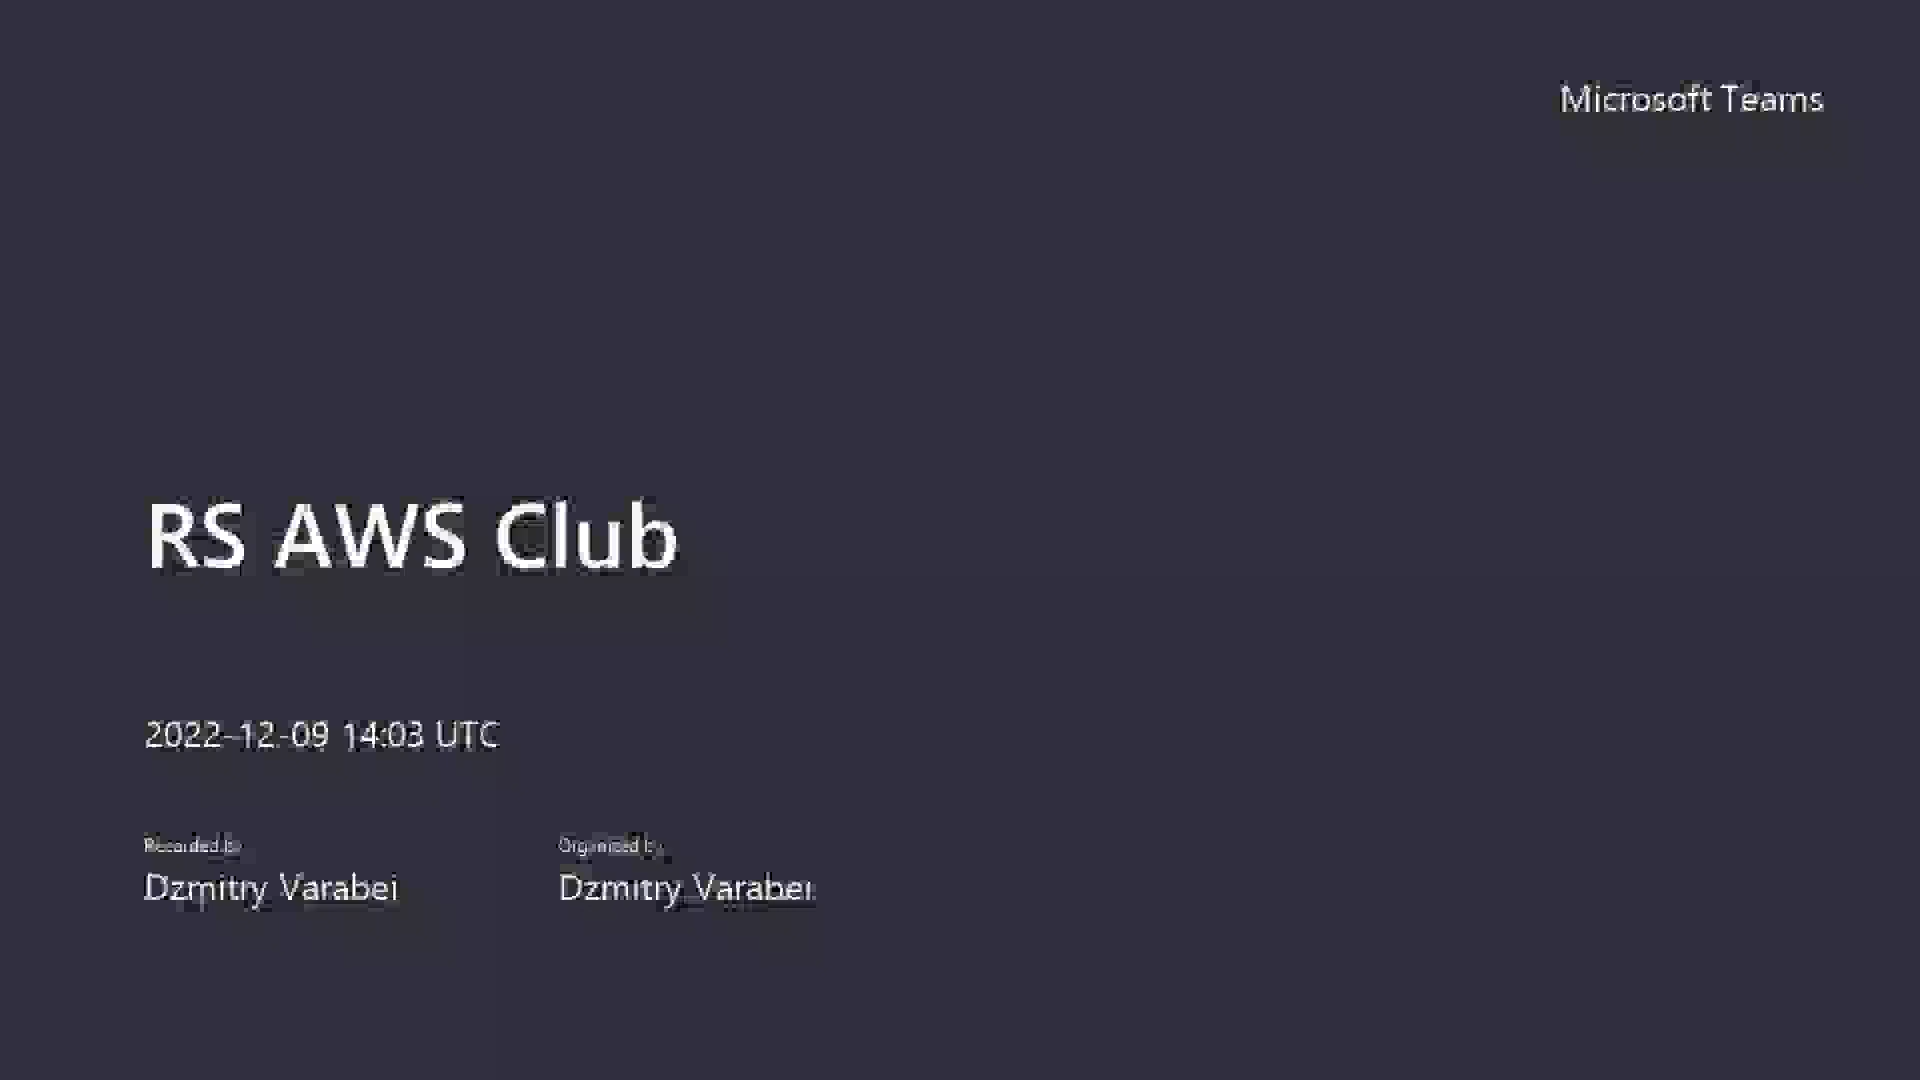 Microsoft Teams
RS AWS Club
2022-12-09 14:03 UTC
Recorded by
Organized by
Dzmitry Varabei
Dzmitry Varabei